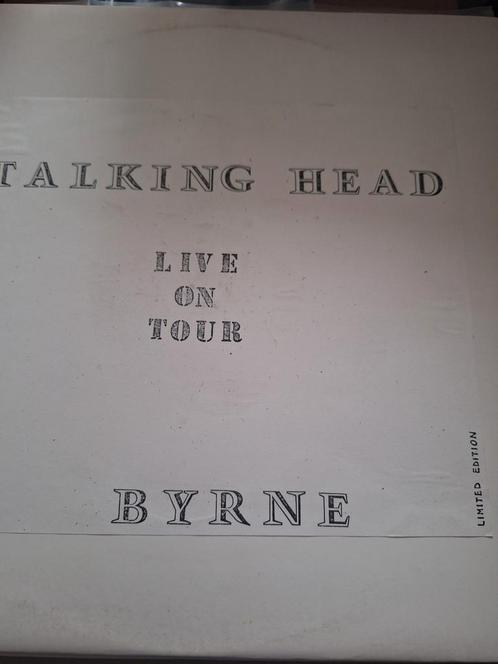 TALKING HEAD
LIVE
ON
TOUR
BYRNE
LIMITED EDITION